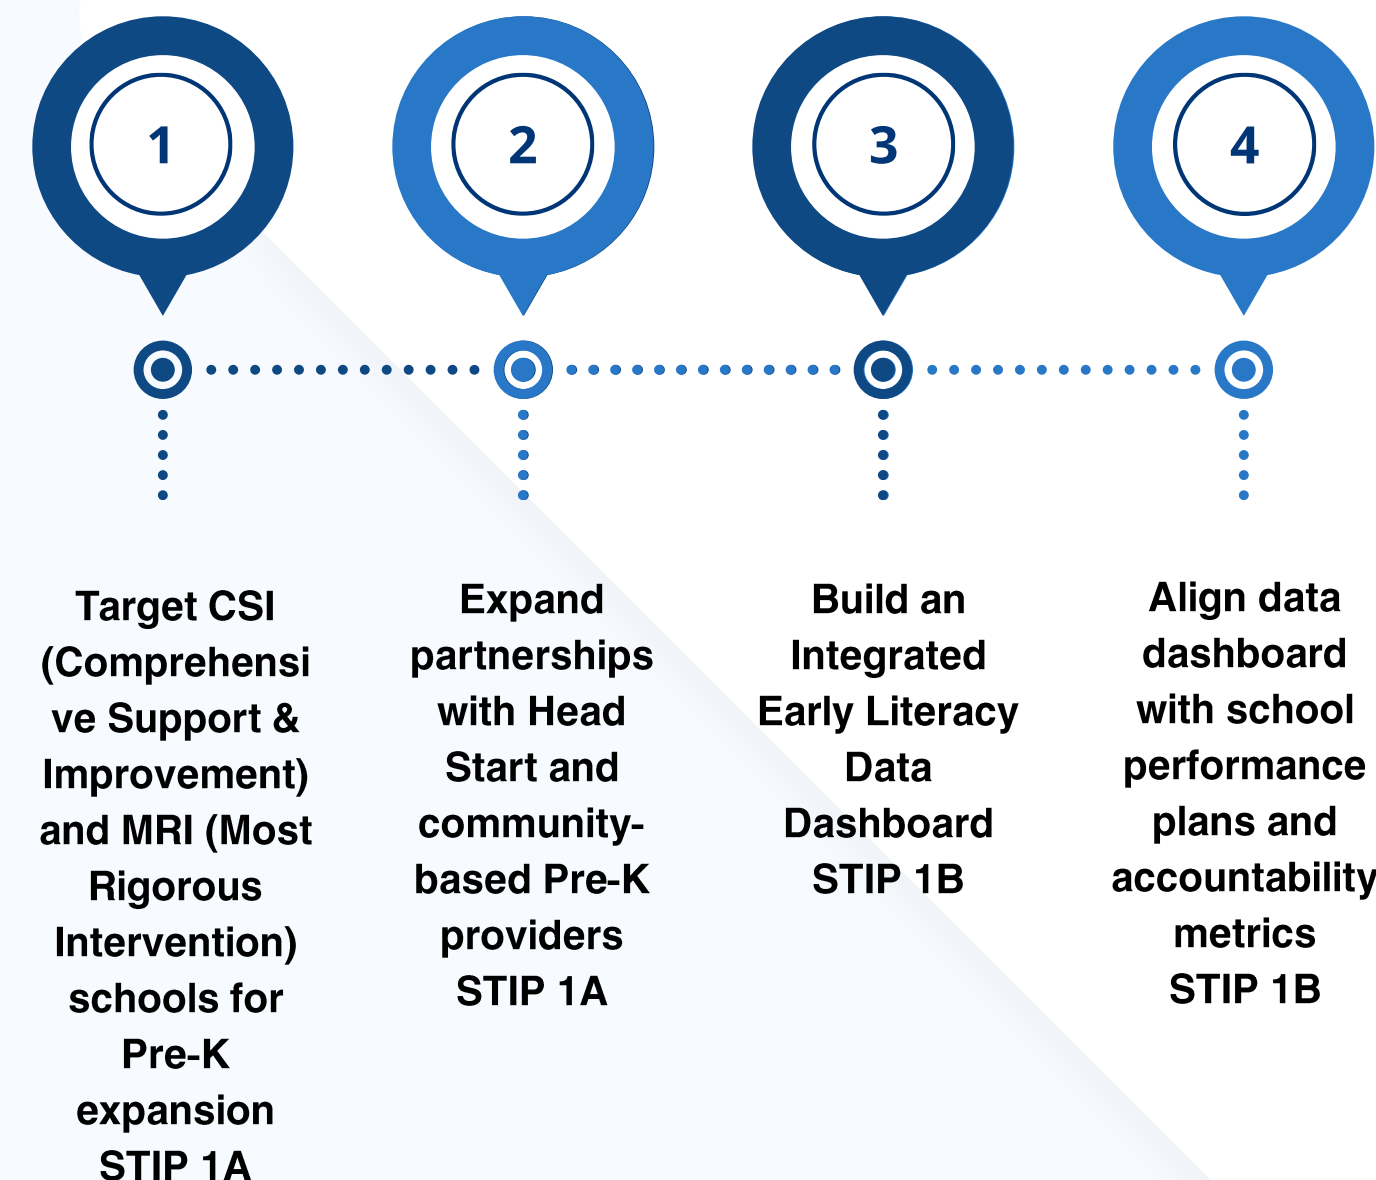 1
2
3
4
Target CSI
(Comprehensi
ve Support &
Improvement)
and MRI (Most
Rigorous
Intervention)
schools for
Pre-K
expansion
STIP 1A
Expand
partnerships
with Head
Start and
community-
based Pre-K
providers
STIP 1A
Build an
Integrated
Early Literacy
Data
Dashboard
STIP 1B
Align data
dashboard
with school
performance
plans and
accountability
metrics
STIP 1B